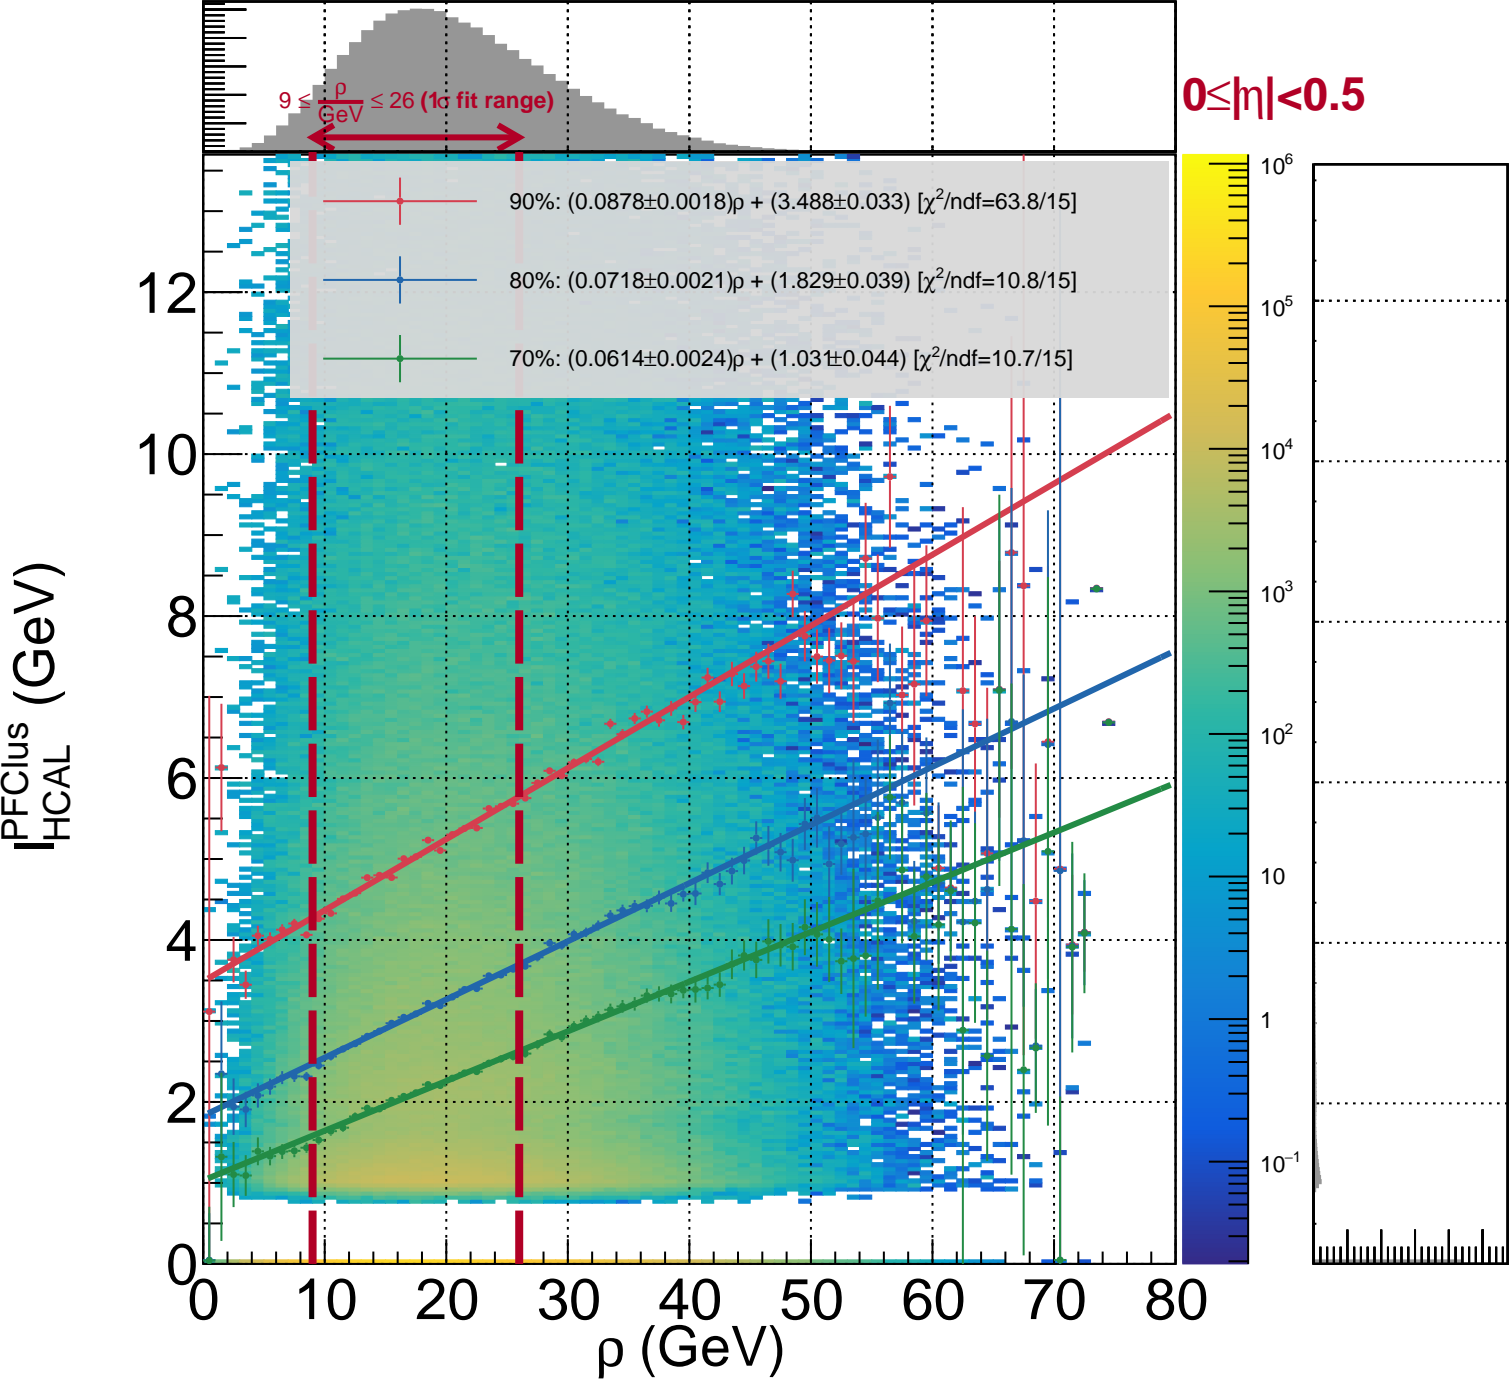 9 ≤ ρ/GeV ≤ 26 (1σ fit range)
0≤|η|<0.5
90%: (0.0878±0.0018)ρ + (3.488±0.033) [χ²/ndf=63.8/15]
80%: (0.0718±0.0021)ρ + (1.829±0.039) [χ²/ndf=10.8/15]
70%: (0.0614±0.0024)ρ + (1.031±0.044) [χ²/ndf=10.7/15]
12
10
8
6
4
2
0
I_HCAL^PFClus (GeV)
0 10 20 30 40 50 60 70 80
ρ (GeV)
10⁶
10⁵
10⁴
10³
10²
10
1
10⁻¹